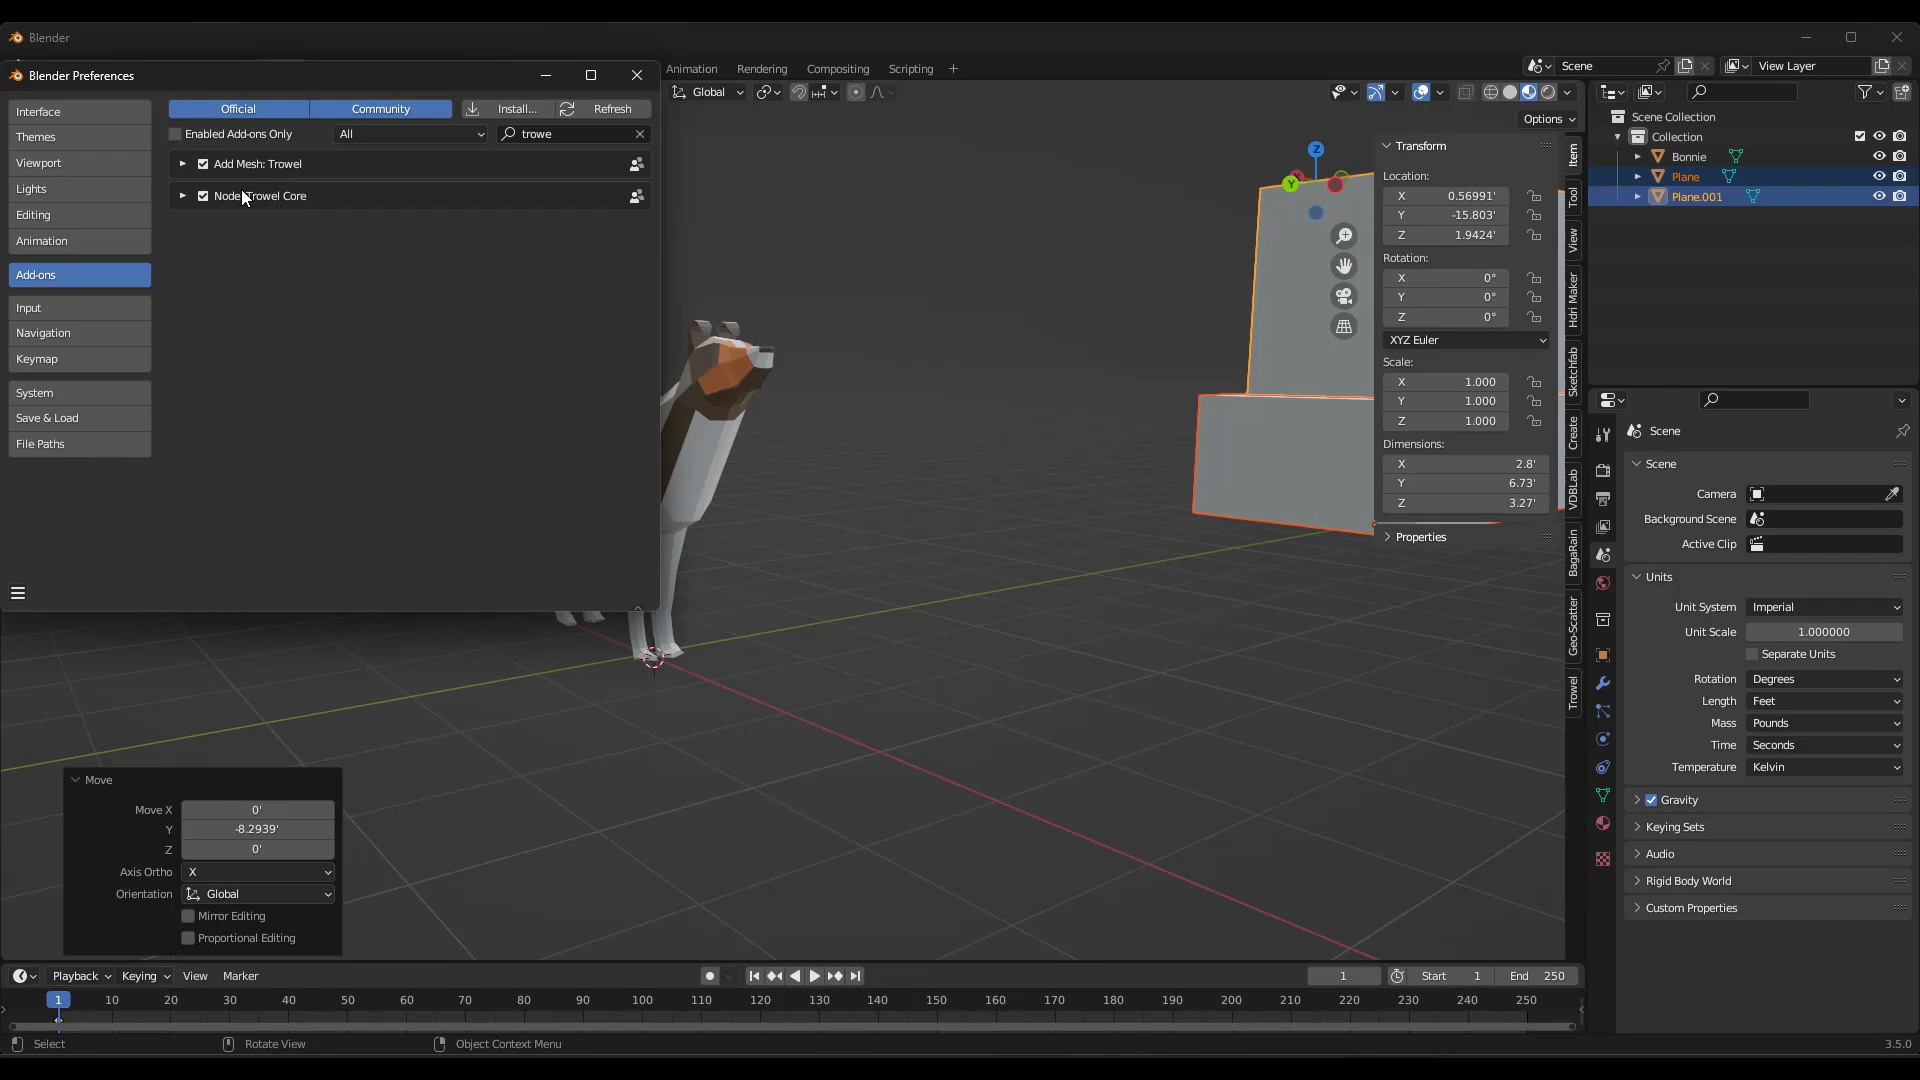 Blender
Blender Preferences
Animation
Rendering
Compositing
Scripting
Scene
View Layer
Interface
Themes
Viewport
Lights
Editing
Animation
Add-ons
Input
Navigation
Keymap
System
Save & Load
File Paths
Official
Community
Install...
Refresh
Enabled Add-ons Only
All
trowe
Add Mesh: Trowel
Node: Trowel Core
Global
Options
Z
Y
Transform
Location:
X 0.56991'
Y -15.803'
Z 1.9424'
Rotation:
X 0°
Y 0°
Z 0°
XYZ Euler
Scale:
X 1.000
Y 1.000
Z 1.000
Dimensions:
X 2.8'
Y 6.73'
Z 3.27'
Properties
Item
Tool
View
Hdri Maker
Sketchfab
Create
VDBLab
BagaRain
Geo-Scatter
Trowel
Scene Collection
Collection
Bonnie
Plane
Plane.001
Scene
Scene
Camera
Background Scene
Active Clip
Units
Unit System Imperial
Unit Scale 1.000000
Separate Units
Rotation Degrees
Length Feet
Mass Pounds
Time Seconds
Temperature Kelvin
Gravity
Keying Sets
Audio
Rigid Body World
Custom Properties
Move
Move X 0'
Y -8.2939'
Z 0'
Axis Ortho X
Orientation Global
Mirror Editing
Proportional Editing
Playback Keying View Marker
1 Start 1 End 250
1 10 20 30 40 50 60 70 80 90 100 110 120 130 140 150 160 170 180 190 200 210 220 230 240 250
Select Rotate View Object Context Menu 3.5.0